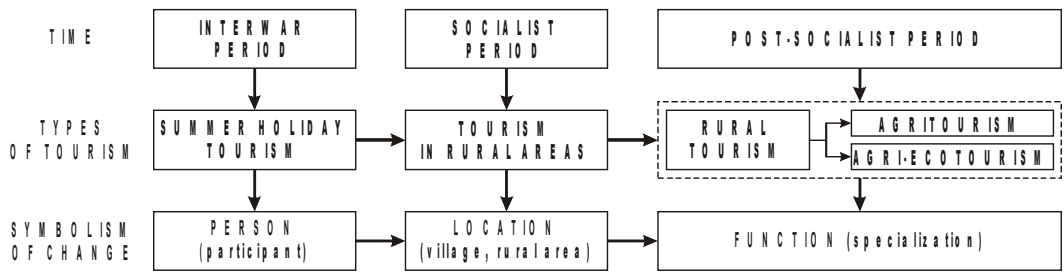 TIME
INTERWAR
PERIOD
SOCIALIST
PERIOD
POST-SOCIALIST PERIOD
TYPES
OF TOURISM
SUMMER HOLIDAY
TOURISM
TOURISM
IN RURAL AREAS
RURAL
TOURISM
AGRITOURISM
AGRI-ECOTOURISM
SYMBOLISM
OF CHANGE
PERSON
(participant)
LOCATION
(village, rural area)
FUNCTION (specialization)